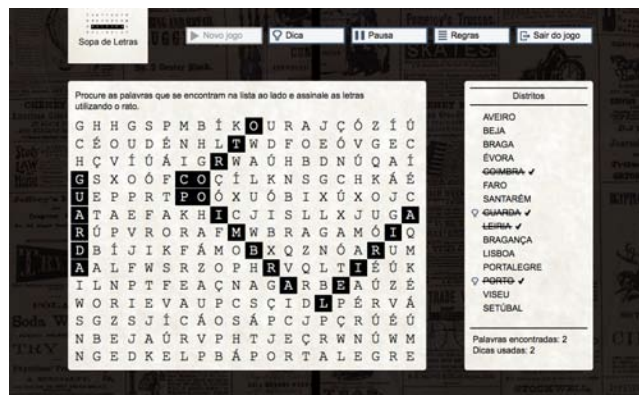 Sopa de Letras
Novo jogo
Dica
Pausa
Regras
Sair do jogo
Procure as palavras que se encontram na lista ao lado e assinale as letras
utilizando o rato.
G H H G S P M B Í K O U R A J Ç Ó Z Í Ú
C É O U D É N H L T W D F O E Ó V G E C
H Ç V Í Ú Á I G R W A Ú H B D N Ú Q A Í
G S X O Ó F C O Ç Í L K N S G C H K Á É
U E P P R T P O Ó X U Ó B I X Ú X O J C
A T A E F A K H I C J I S L L X J U G A
R Ú P V R O R A F M W B R A G A M Ó I Q
D B Í J I K F Á M O B X Q Z N Ó A R U M
A A L F W S R Z O P H R V Q L T I É Ú K
I L N P T F E A Ç N A G A R B E A Ú Z É
W O R I E V A U P C S Ç I D L P É R V Á
S G Z S J Í C Á O S Á P C J P Ç R Ú É Ú
N B E J A Ú R V P H T J E Ç R W N Ú W M
N G E D K E L P B Á P O R T A L E G R E
Distritos
AVEIRO
BEJA
BRAGA
ÉVORA
COIMBRA
FARO
SANTARÉM
GUARDA
LEIRIA
BRAGANÇA
LISBOA
PORTALEGRE
PORTO
VISEU
SETÚBAL
Palavras encontradas: 2
Dicas usadas: 2